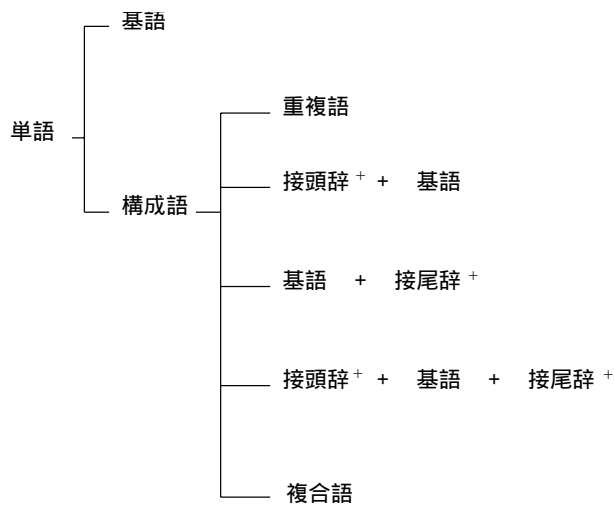 基語
重複語
単語
接頭辞⁺ + 基語
構成語
基語 + 接尾辞⁺
接頭辞⁺ + 基語 + 接尾辞⁺
複合語